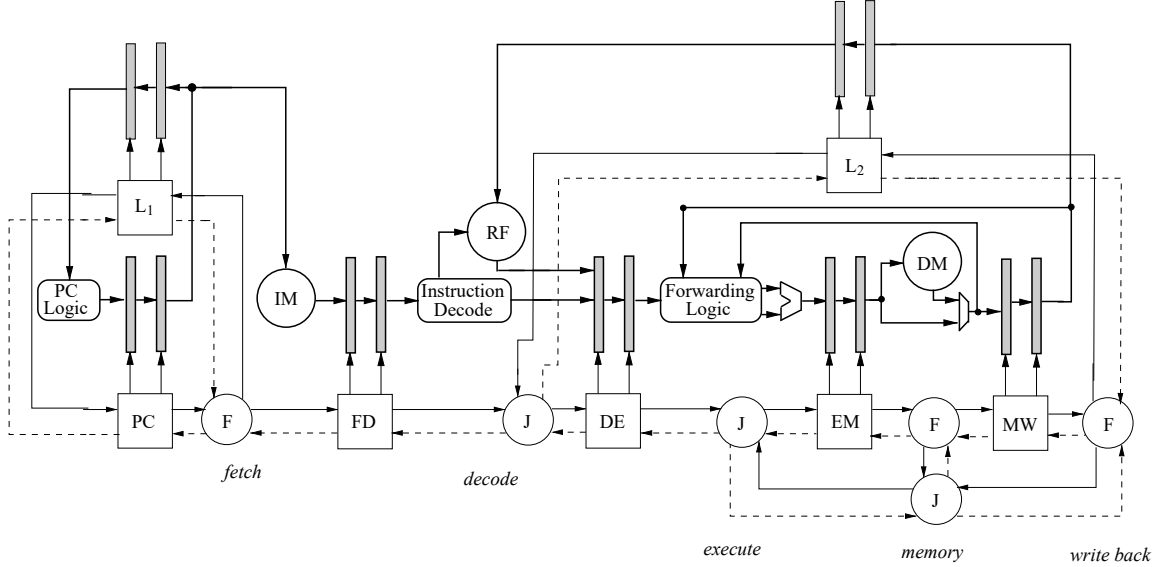 L2
L1
RF
PC
Logic
IM
Instruction
Decode
Forwarding
Logic
DM
PC
F
FD
J
DE
J
EM
F
MW
F
fetch
decode
J
execute
memory
write back